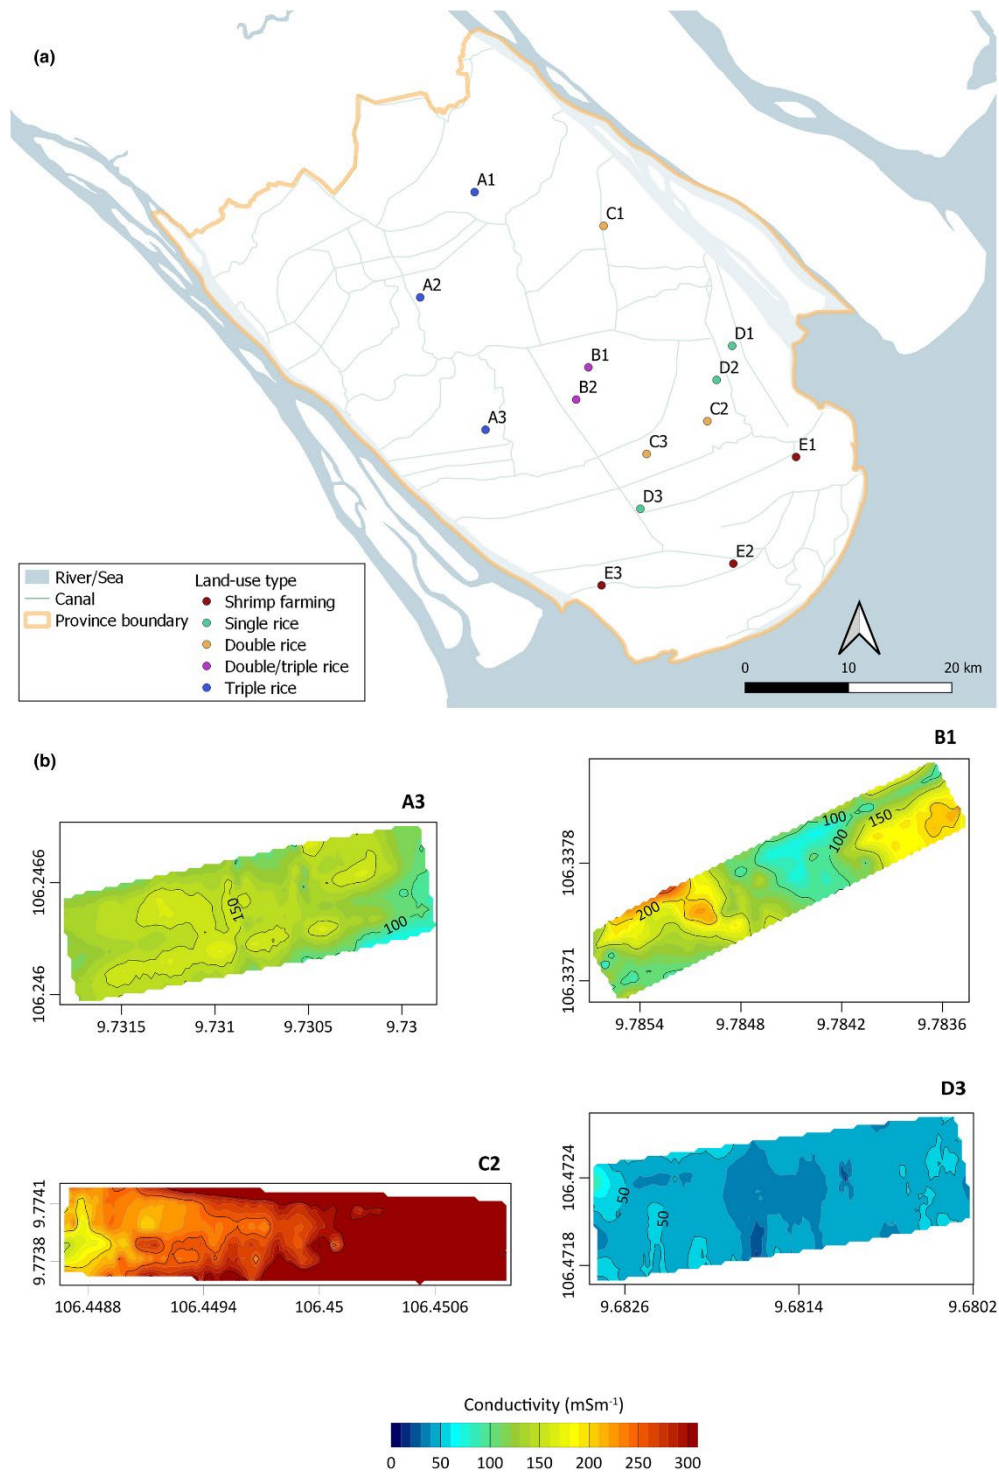 (a)
A1
C1
A2
D1
B1
D2
B2
C2
A3
C3
E1
D3
E2
E3
River/Sea
Canal
Province boundary
Land-use type
Shrimp farming
Single rice
Double rice
Double/triple rice
Triple rice
0 10 20 km
(b)
A3
106.2466
106.246
150
100
9.7315 9.731 9.7305 9.73
B1
106.3378
106.3371
100
150
100
200
9.7854 9.7848 9.7842 9.7836
C2
9.7741
9.7738
106.4488 106.4494 106.45 106.4506
D3
106.4724
106.4718
50
50
9.6826 9.6814 9.6802
Conductivity (mSm⁻¹)
0 50 100 150 200 250 300